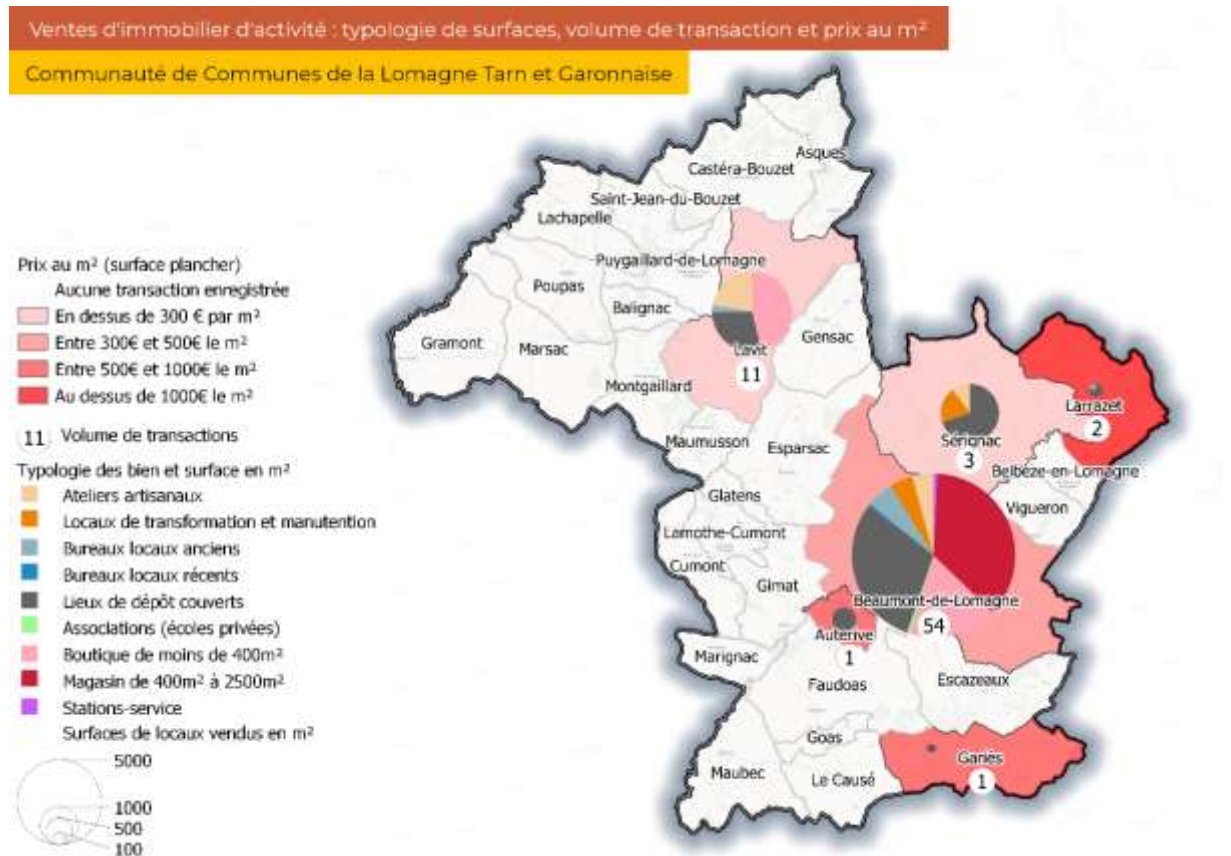 Ventes d'immobilier d'activité : typologie de surfaces, volume de transaction et prix au m²
Communauté de Communes de la Lomagne Tarn et Garonnaise
Asques
Castéra-Bouzet
Saint-Jean-du-Bouzet
Lachapelle
Puygaillard-de-Lomagne
Poupas
Balignac
Gramont
Marsac
Gensac
Lavit
11
Montgaillard
Larrazet
2
Sérignac
3
Maumusson
Esparsac
Belbèze-en-Lomagne
Vigueron
Glatens
Lamothe-Cumont
Cumont
Gimat
Beaumont-de-Lomagne
54
Auterive
1
Marignac
Faudoas
Escazeaux
Goas
Maubec
Le Causé
Gariès
1
Prix au m² (surface plancher)
Aucune transaction enregistrée
En dessus de 300 € par m²
Entre 300€ et 500€ le m²
Entre 500€ et 1000€ le m²
Au dessus de 1000€ le m²
11 Volume de transactions
Typologie des bien et surface en m²
Ateliers artisanaux
Locaux de transformation et manutention
Bureaux locaux anciens
Bureaux locaux récents
Lieux de dépôt couverts
Associations (écoles privées)
Boutique de moins de 400m²
Magasin de 400m² à 2500m²
Stations-service
Surfaces de locaux vendus en m²
5000
1000
500
100